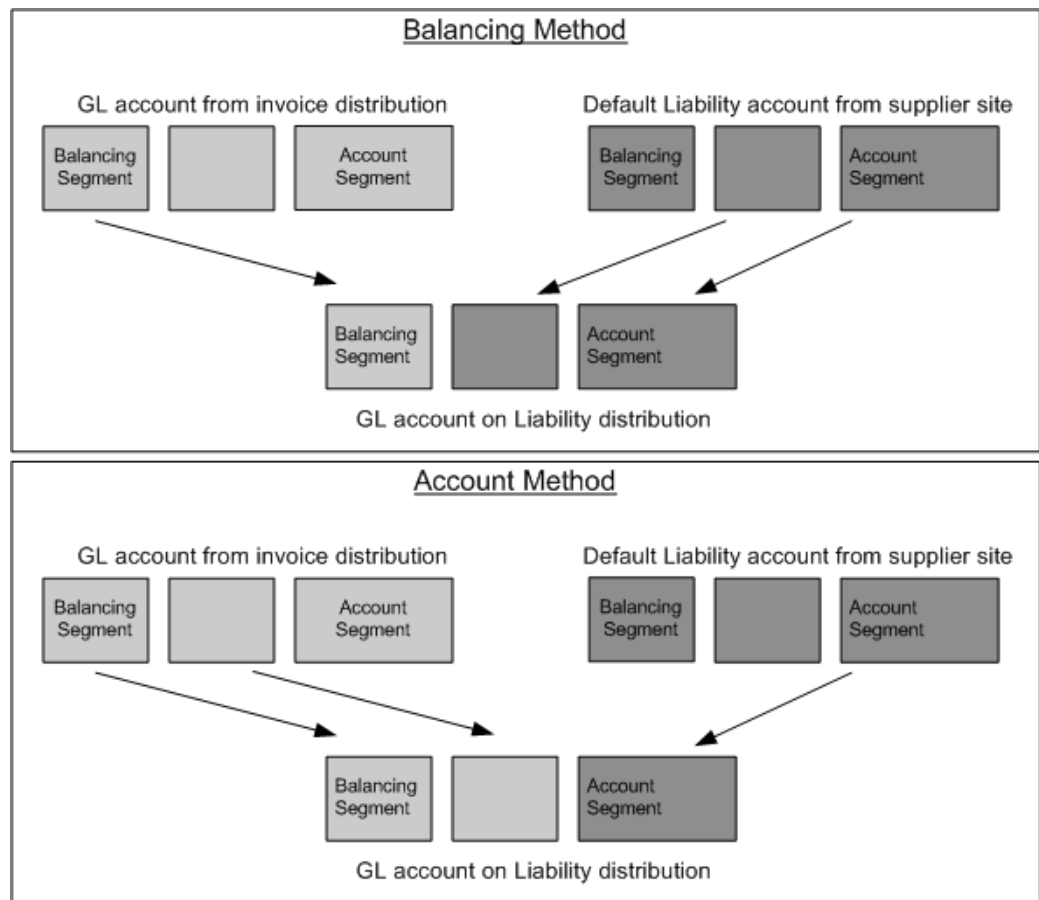 Balancing Method
GL account from invoice distribution
Default Liability account from supplier site
Balancing
Segment
Account
Segment
Balancing
Segment
Account
Segment
Balancing
Segment
Account
Segment
GL account on Liability distribution
Account Method
GL account from invoice distribution
Default Liability account from supplier site
Balancing
Segment
Account
Segment
Balancing
Segment
Account
Segment
Balancing
Segment
Account
Segment
GL account on Liability distribution